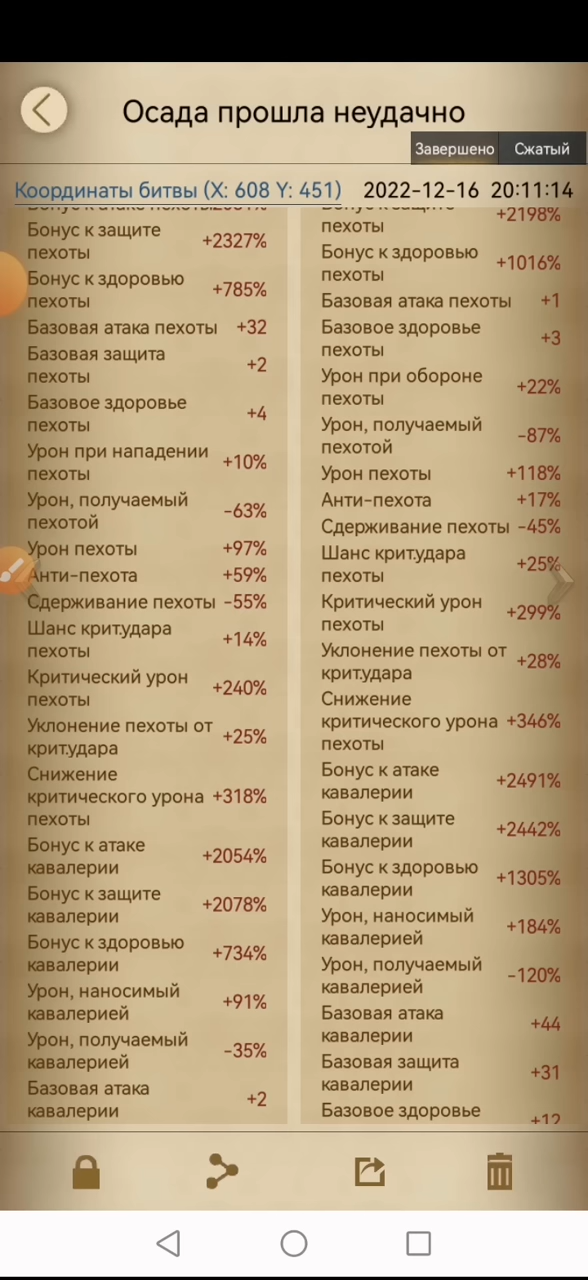 Осада прошла неудачно
Завершено Сжатый
Координаты битвы (X: 608 Y: 451) 2022-12-16 20:11:14
Бонус к защите
пехоты +2327%
Бонус к здоровью
пехоты +785%
Базовая атака пехоты +32
Базовая защита
пехоты +2
Базовое здоровье
пехоты +4
Урон при нападении
пехоты +10%
Урон, получаемый
пехотой -63%
Урон пехоты +97%
Анти-пехота +59%
Сдерживание пехоты -55%
Шанс крит.удара
пехоты +14%
Критический урон
пехоты +240%
Уклонение пехоты от
крит.удара +25%
Снижение
критического урона +318%
пехоты
Бонус к атаке
кавалерии +2054%
Бонус к защите
кавалерии +2078%
Бонус к здоровью
кавалерии +734%
Урон, наносимый
кавалерией +91%
Урон, получаемый
кавалерией -35%
Базовая атака
кавалерии +2
пехоты +2198%
Бонус к здоровью
пехоты +1016%
Базовая атака пехоты +1
Базовое здоровье
пехоты +3
Урон при обороне
пехоты +22%
Урон, получаемый
пехотой -87%
Урон пехоты +118%
Анти-пехота +17%
Сдерживание пехоты -45%
Шанс крит.удара
пехоты +25%
Критический урон
пехоты +299%
Уклонение пехоты от
крит.удара +28%
Снижение
критического урона +346%
пехоты
Бонус к атаке
кавалерии +2491%
Бонус к защите
кавалерии +2442%
Бонус к здоровью
кавалерии +1305%
Урон, наносимый
кавалерией +184%
Урон, получаемый
кавалерией -120%
Базовая атака
кавалерии +44
Базовая защита
кавалерии +31
Базовое здоровье +12